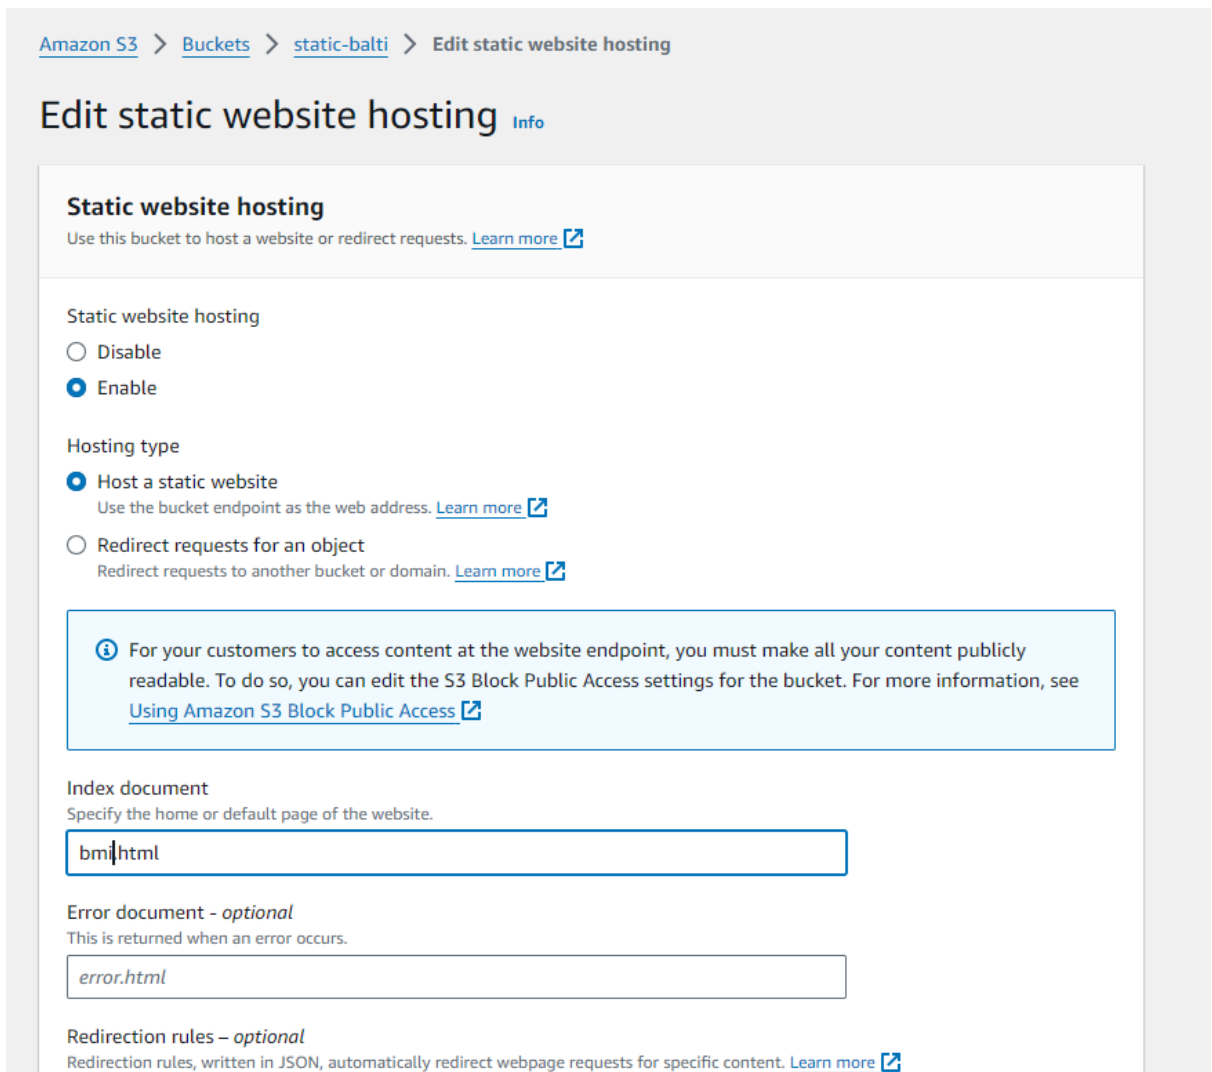 Amazon S3 > Buckets > static-balti > Edit static website hosting
Edit static website hosting Info
Static website hosting
Use this bucket to host a website or redirect requests. Learn more
Static website hosting
Disable
Enable
Hosting type
Host a static website
Use the bucket endpoint as the web address. Learn more
Redirect requests for an object
Redirect requests to another bucket or domain. Learn more
For your customers to access content at the website endpoint, you must make all your content publicly
readable. To do so, you can edit the S3 Block Public Access settings for the bucket. For more information, see
Using Amazon S3 Block Public Access
Index document
Specify the home or default page of the website.
bmi.html
Error document - optional
This is returned when an error occurs.
error.html
Redirection rules – optional
Redirection rules, written in JSON, automatically redirect webpage requests for specific content. Learn more